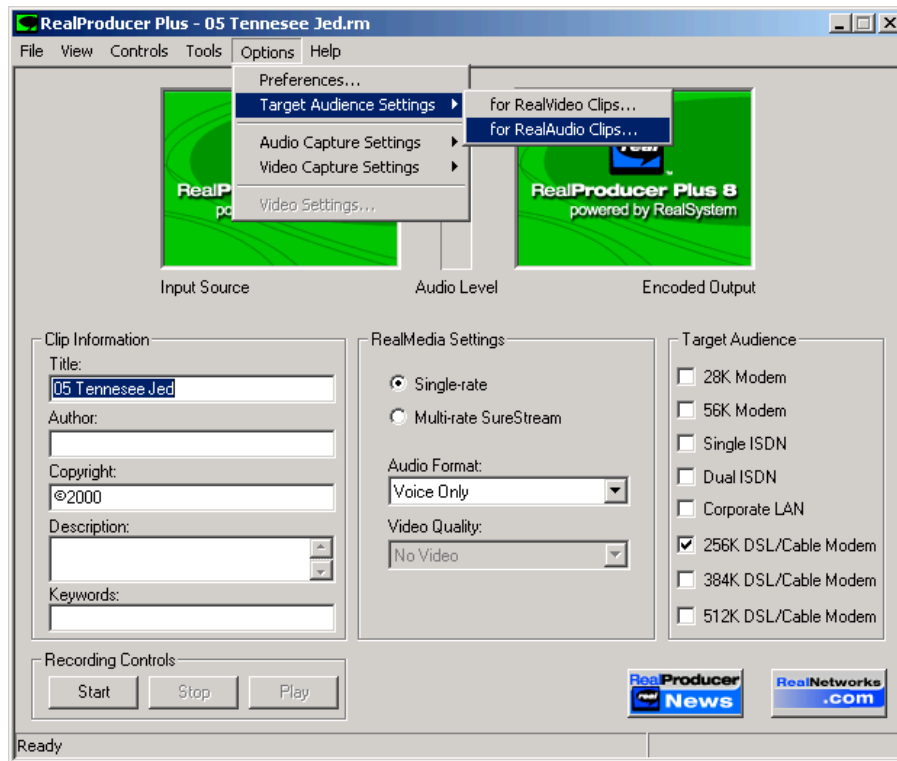 RealProducer Plus - 05 Tennesee Jed.rm
File View Controls Tools Options Help
Preferences...
Target Audience Settings
for RealVideo Clips...
for RealAudio Clips...
Audio Capture Settings
Video Capture Settings
Video Settings...
RealP
po
real
RealProducer Plus 8
powered by RealSystem
Input Source
Audio Level
Encoded Output
Clip Information
Title:
05 Tennesee Jed
Author:
Copyright:
©2000
Description:
Keywords:
RealMedia Settings
Single-rate
Multi-rate SureStream
Audio Format:
Voice Only
Video Quality:
No Video
Target Audience
28K Modem
56K Modem
Single ISDN
Dual ISDN
Corporate LAN
256K DSL/Cable Modem
384K DSL/Cable Modem
512K DSL/Cable Modem
Recording Controls
Start
Stop
Play
RealProducer
real News
RealNetworks
.com
Ready